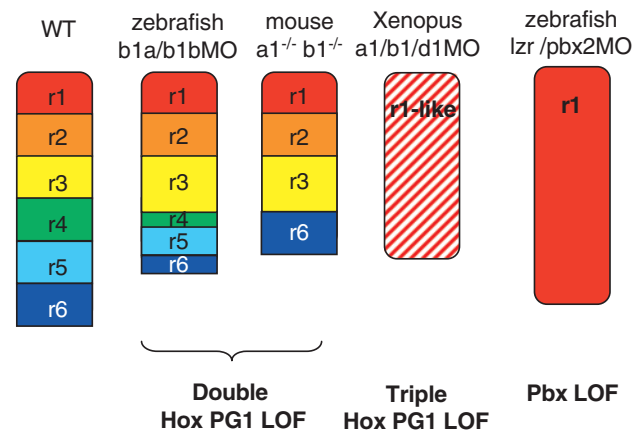 WT
zebrafish
b1a/b1bMO
mouse
a1-/- b1-/-
Xenopus
a1/b1/d1MO
zebrafish
lzr /pbx2MO
r1
r2
r3
r4
r5
r6
r1
r2
r3
r4
r5
r6
r1
r2
r3
r6
r1-like
r1
Double
Hox PG1 LOF
Triple
Hox PG1 LOF
Pbx LOF